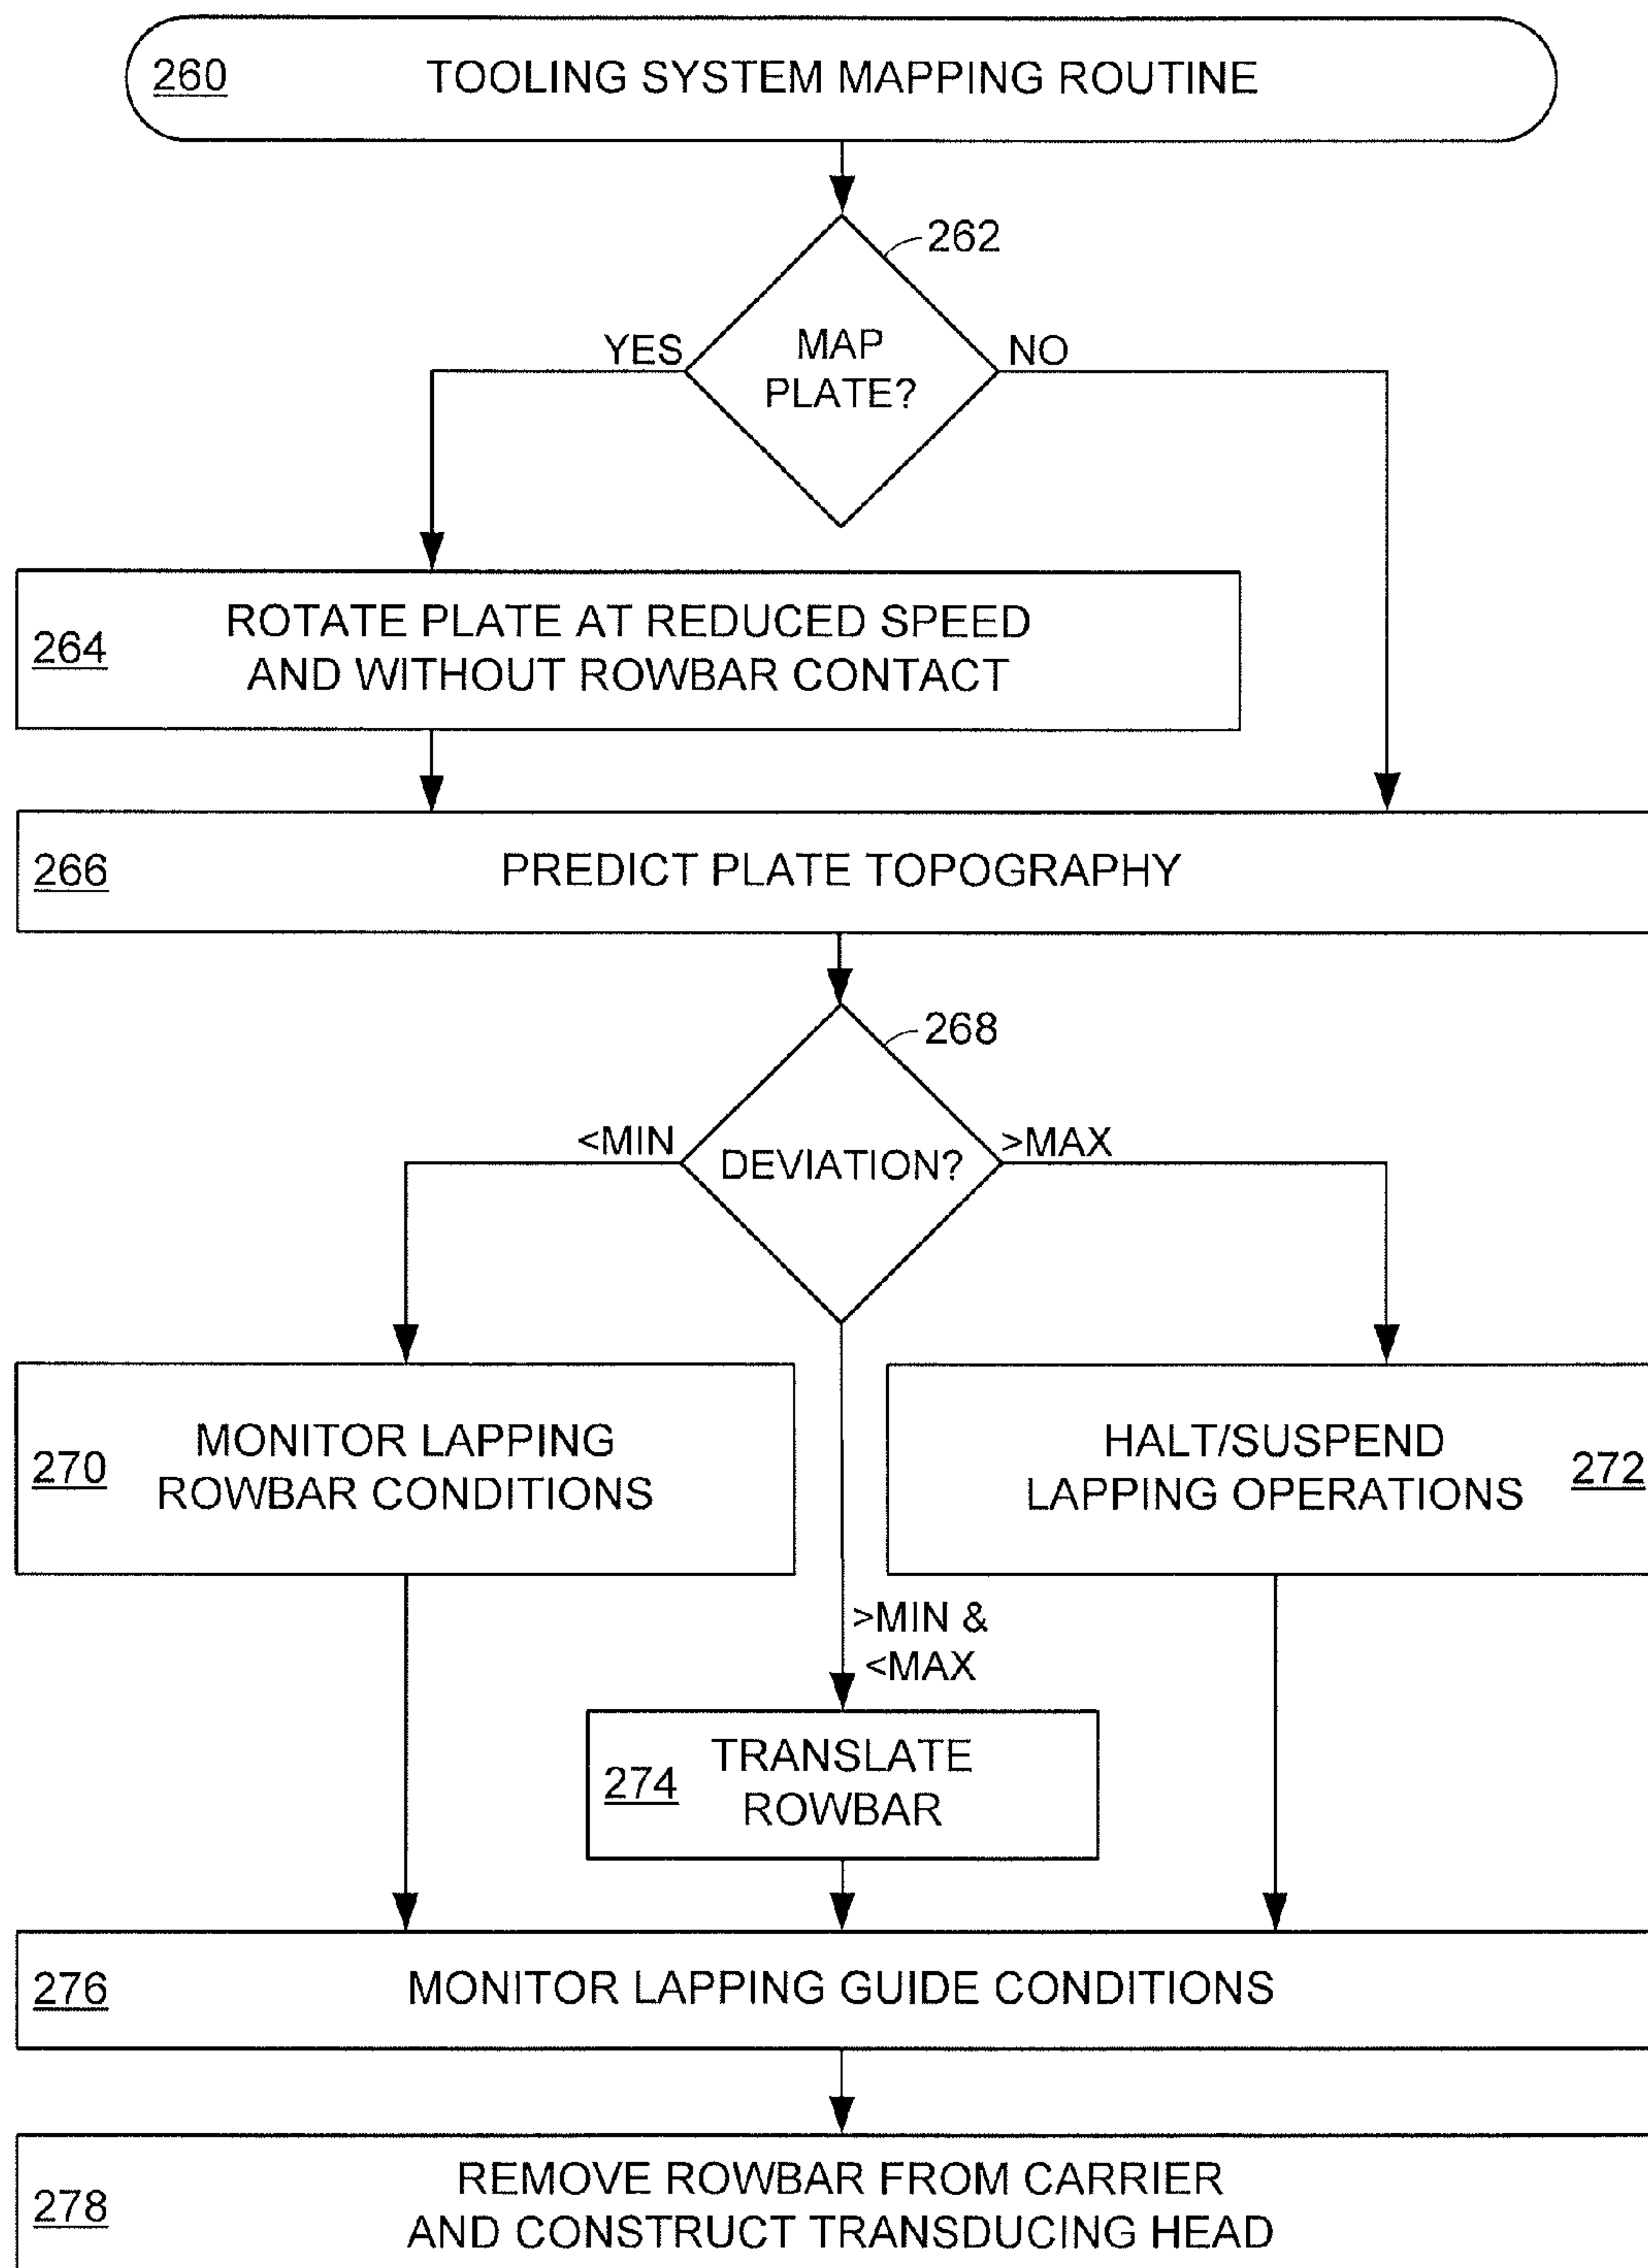 260 TOOLING SYSTEM MAPPING ROUTINE
262
YES
MAP
PLATE?
NO
264
ROTATE PLATE AT REDUCED SPEED
AND WITHOUT ROWBAR CONTACT
266 PREDICT PLATE TOPOGRAPHY
268
<MIN
DEVIATION?
>MAX
270
MONITOR LAPPING
ROWBAR CONDITIONS
HALT/SUSPEND
LAPPING OPERATIONS
272
>MIN &
<MAX
274
TRANSLATE
ROWBAR
276 MONITOR LAPPING GUIDE CONDITIONS
278
REMOVE ROWBAR FROM CARRIER
AND CONSTRUCT TRANSDUCING HEAD